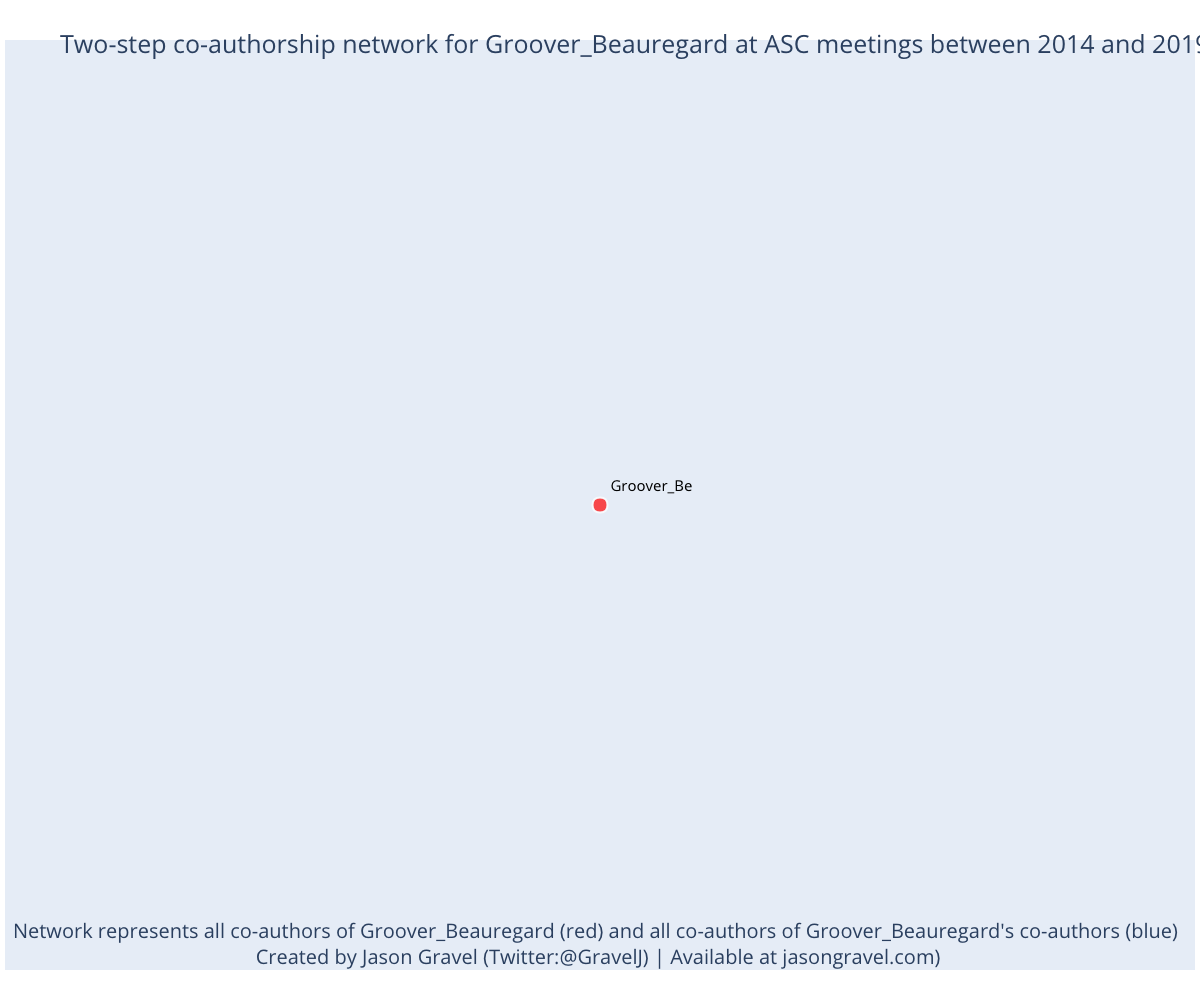 Two-step co-authorship network for Groover_Beauregard at ASC meetings between 2014 and 2019
Groover_Be
Network represents all co-authors of Groover_Beauregard (red) and all co-authors of Groover_Beauregard's co-authors (blue)
Created by Jason Gravel (Twitter:@GravelJ) | Available at jasongravel.com)